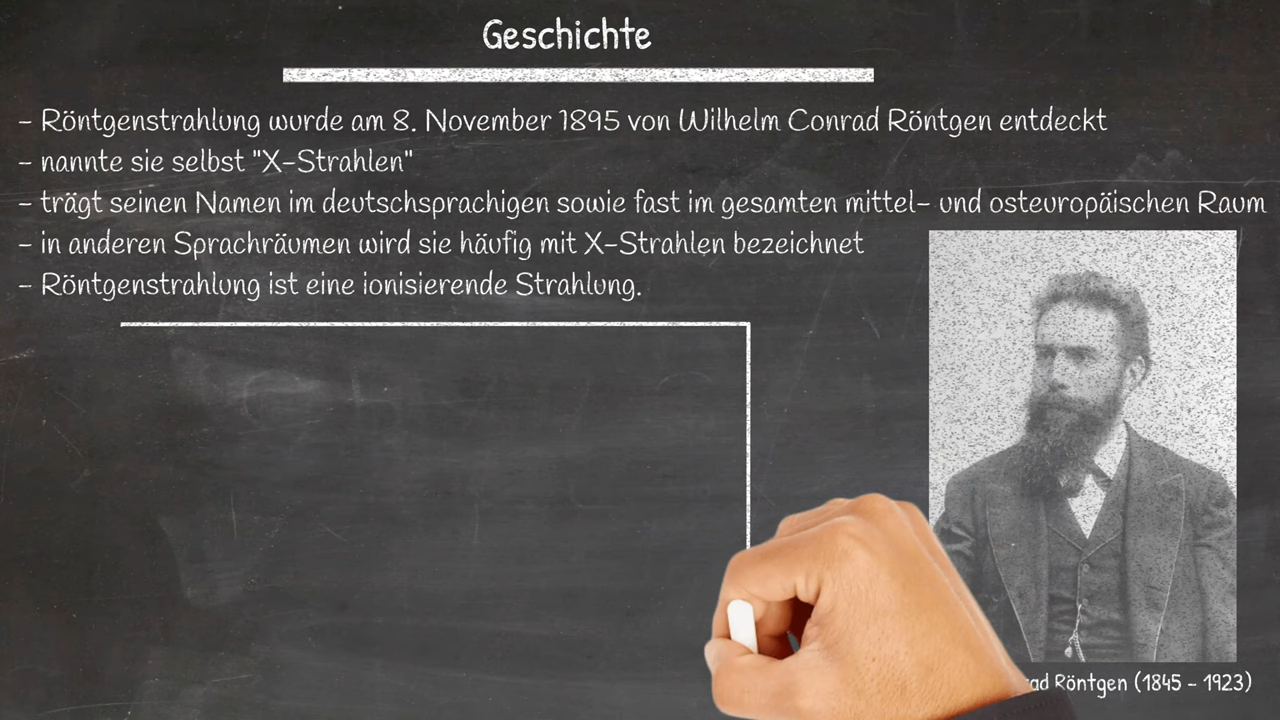 Geschichte
- Röntgenstrahlung wurde am 8. November 1895 von Wilhelm Conrad Röntgen entdeckt
- nannte sie selbst "X-Strahlen"
- trägt seinen Namen im deutschsprachigen sowie fast im gesamten mittel- und osteuropäischen Raum
- in anderen Sprachräumen wird sie häufig mit X-Strahlen bezeichnet
- Röntgenstrahlung ist eine ionisierende Strahlung.
Röntgen (1845 - 1923)